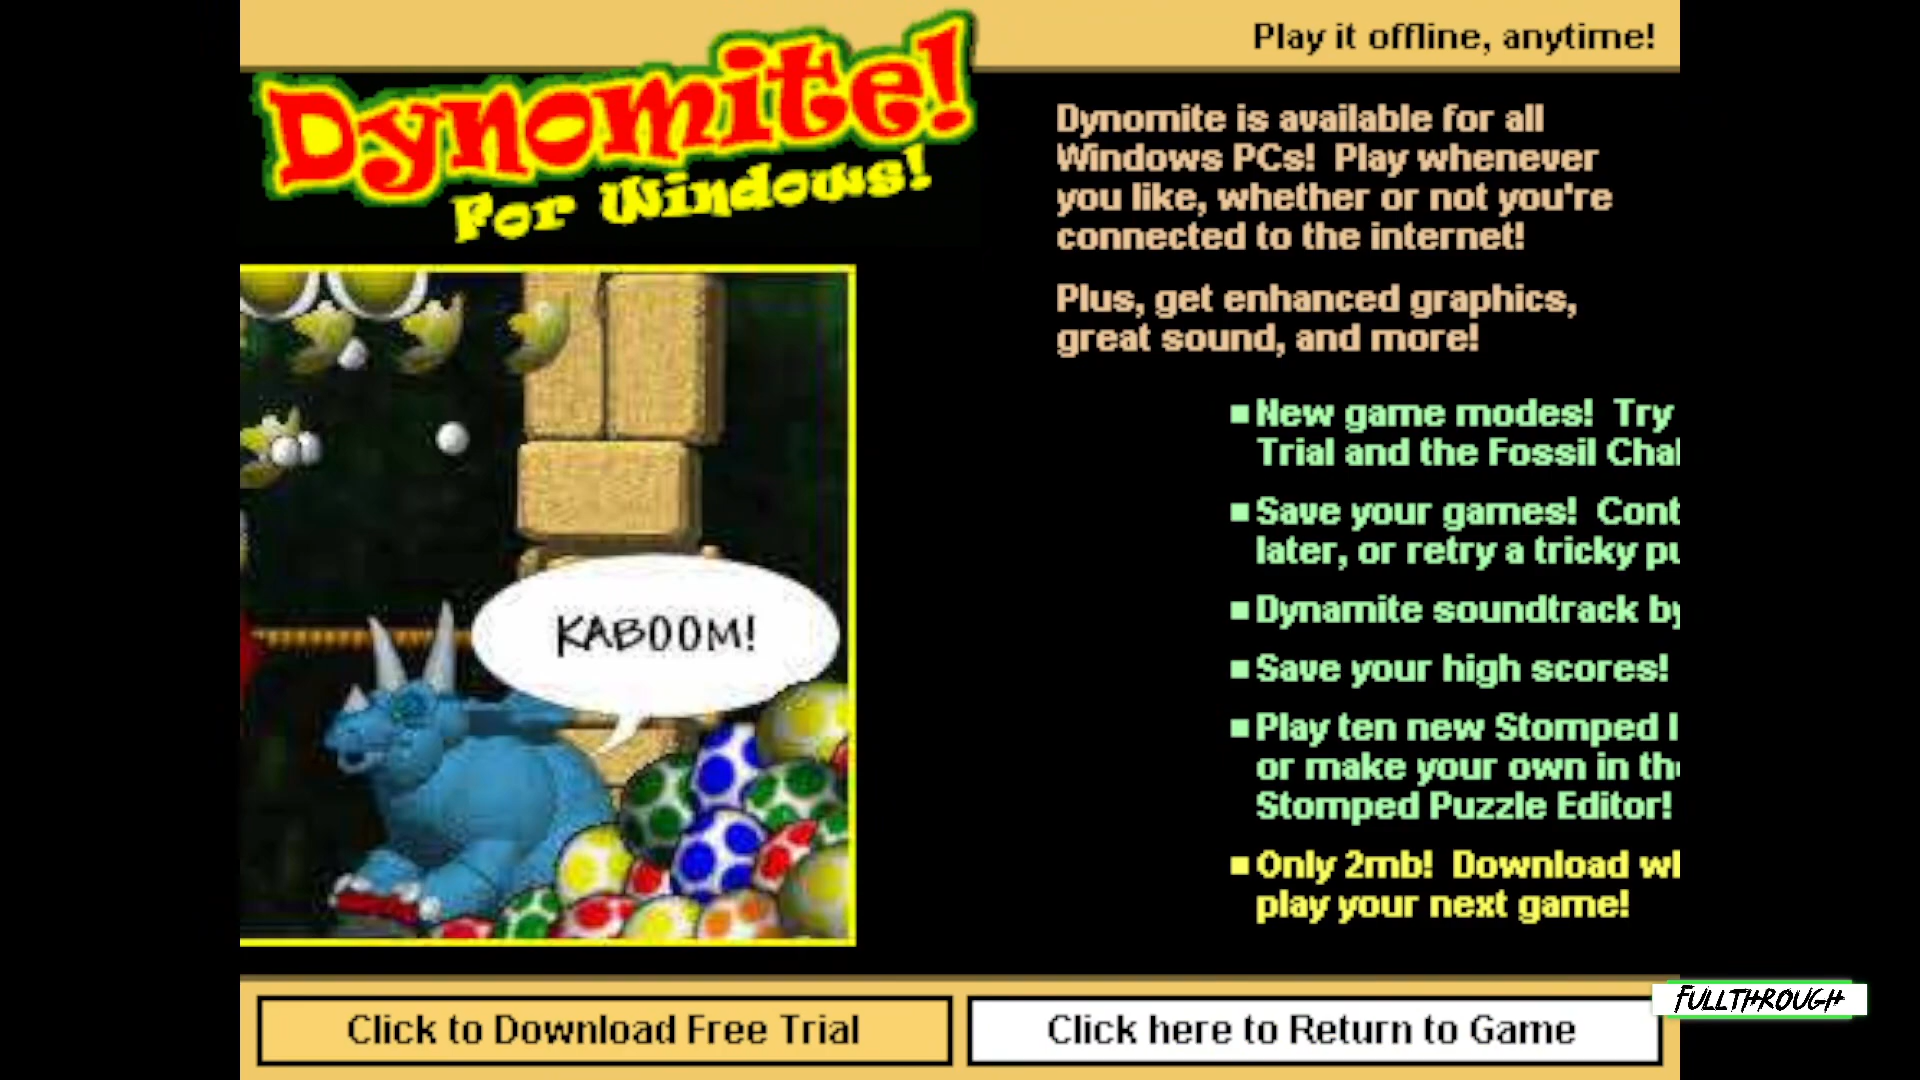 Play it offline, anytime!
Dynomite!
For Windows!
Dynomite is available for all
Windows PCs! Play whenever
you like, whether or not you're
connected to the internet!
Plus, get enhanced graphics,
great sound, and more!
New game modes! Try
Trial and the Fossil
Save your games!
later, or retry a tricky
Dynamite soundtrack by
Save your high scores!
Play ten new Stomped
or make your own in
Stomped Puzzle Editor!
Only 2mb! Download
play your next game!
KABOOM!
Click to Download Free Trial
Click here to Return to Game
FULLTHROUGH